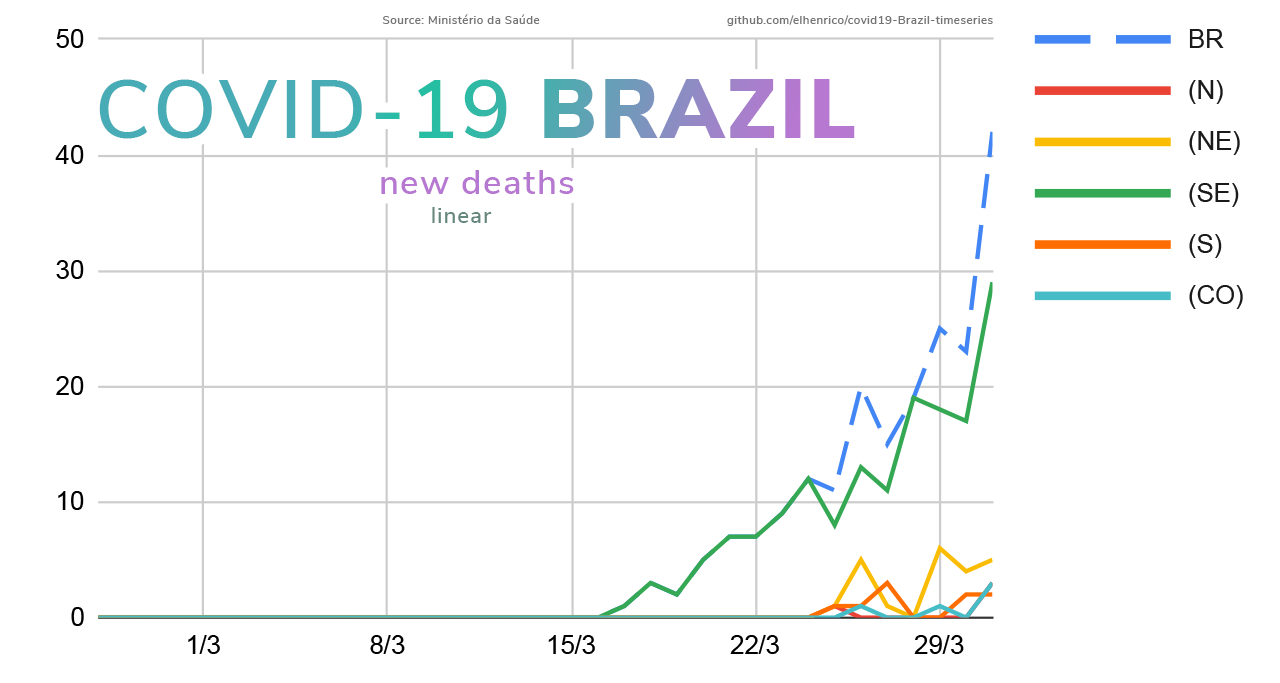 Source: Ministério da Saúde
github.com/elhenrico/covid19-Brazil-timeseries
COVID-19 BRAZIL
new deaths
linear
50
40
30
20
10
0
1/3
8/3
15/3
22/3
29/3
BR
(N)
(NE)
(SE)
(S)
(CO)